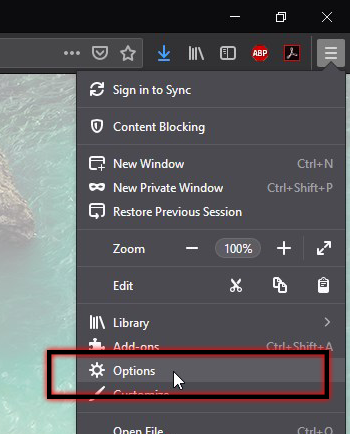 ABP
Sign in to Sync
Content Blocking
New Window Ctrl+N
New Private Window Ctrl+Shift+P
Restore Previous Session
Zoom 100%
Edit
Library
Add-ons Ctrl+Shift+A
Options
Customize
Open File Ctrl+O